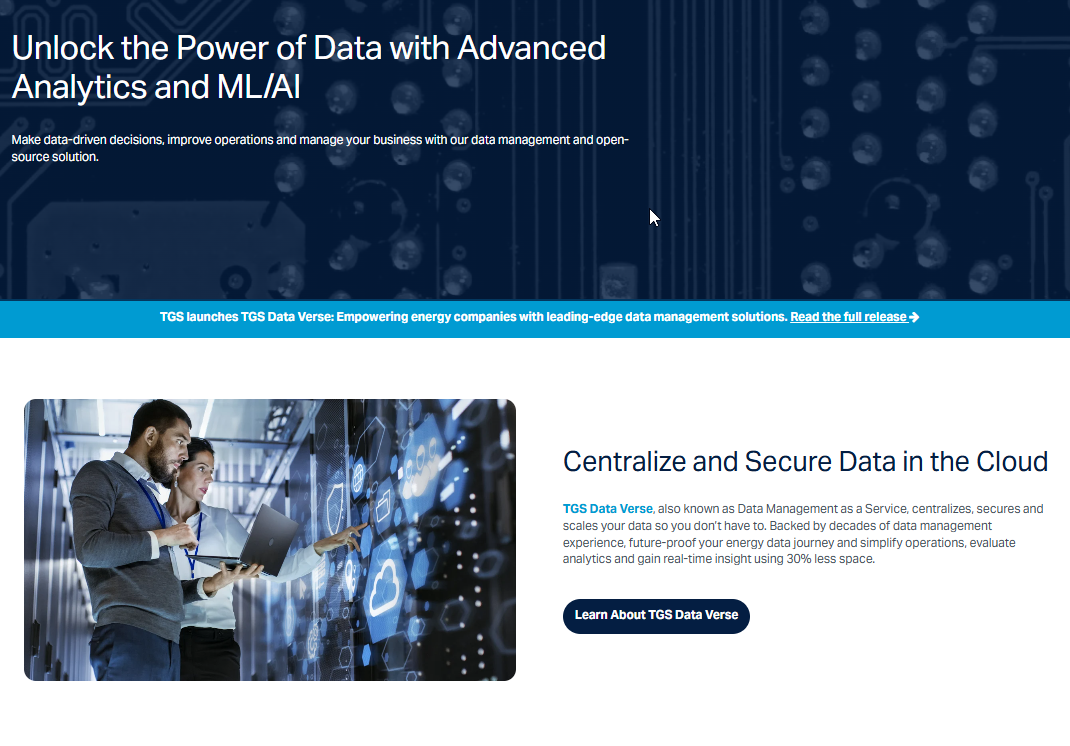 Unlock the Power of Data with Advanced
Analytics and ML/AI
Make data-driven decisions, improve operations and manage your business with our data management and open-
source solution.
TGS launches TGS Data Verse: Empowering energy companies with leading-edge data management solutions. Read the full release
Centralize and Secure Data in the Cloud
TGS Data Verse, also known as Data Management as a Service, centralizes, secures and
scales your data so you don't have to. Backed by decades of data management
experience, future-proof your energy data journey and simplify operations, evaluate
analytics and gain real-time insight using 30% less space.
Learn About TGS Data Verse